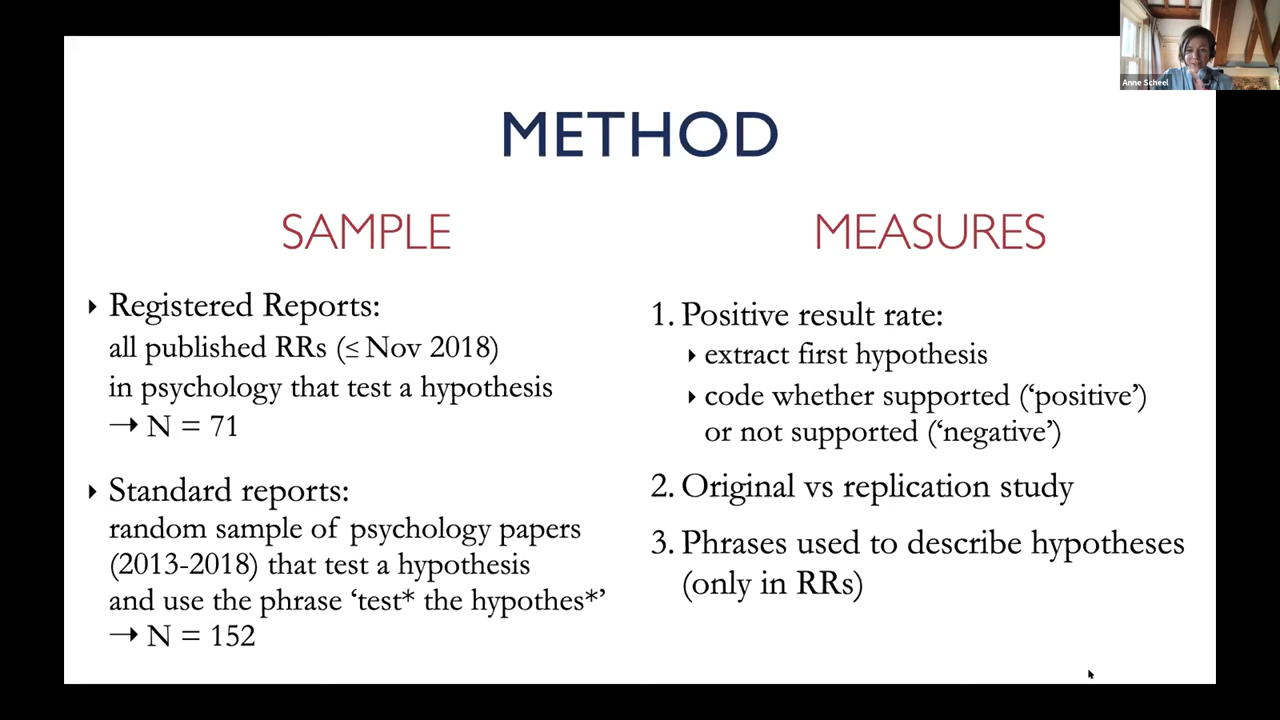 Anne Scheel
METHOD
SAMPLE
‣ Registered Reports:
all published RRs (≤ Nov 2018)
in psychology that test a hypothesis
→ N = 71
‣ Standard reports:
random sample of psychology papers
(2013-2018) that test a hypothesis
and use the phrase ‘test* the hypothes*’
→ N = 152
MEASURES
1. Positive result rate:
‣ extract first hypothesis
‣ code whether supported (‘positive’)
or not supported (‘negative’)
2. Original vs replication study
3. Phrases used to describe hypotheses
(only in RRs)